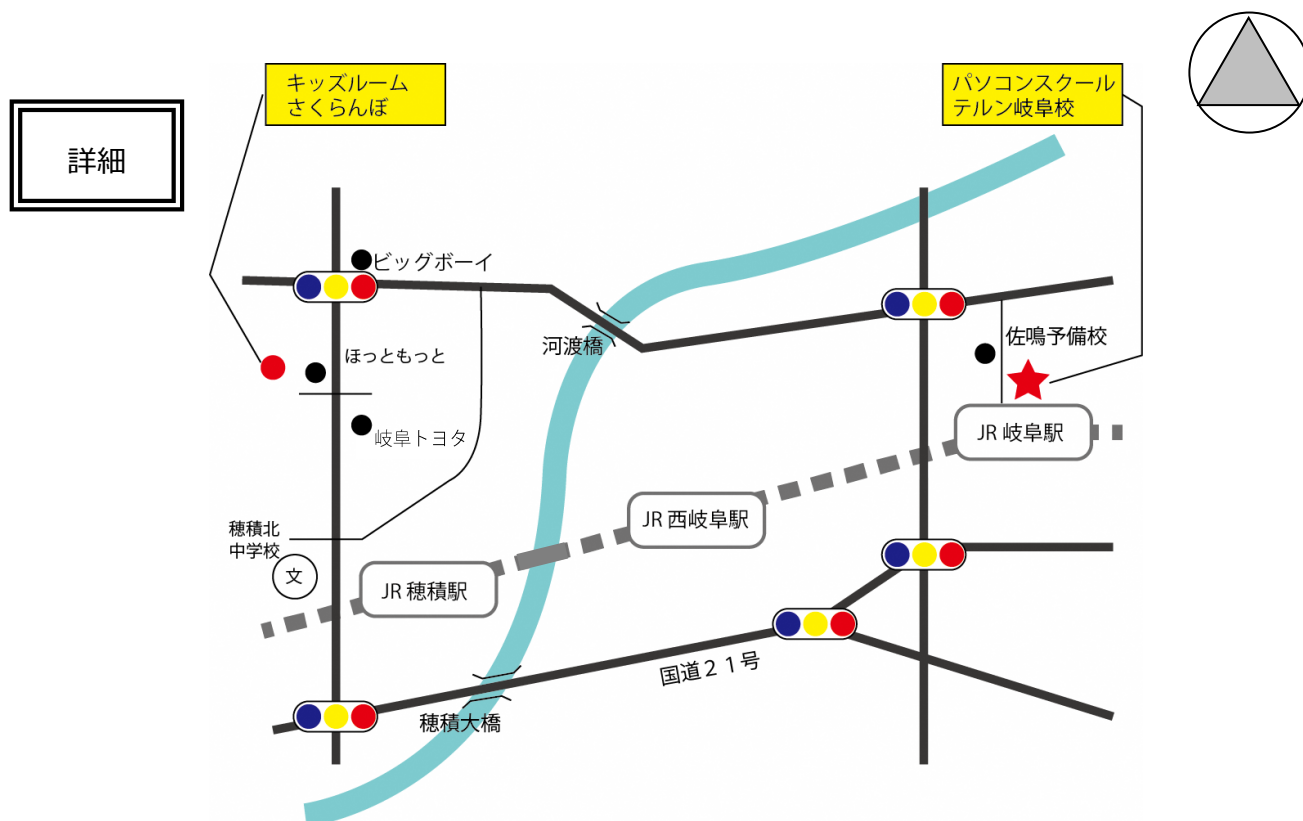 キッズルーム
さくらんぼ
パソコンスクール
テルン岐阜校
詳細
ビッグボーイ
河渡橋
佐鳴予備校
ほっともっと
岐阜トヨタ
JR 岐阜駅
JR 西岐阜駅
穂積北
中学校
文
JR 穂積駅
国道２１号
穂積大橋